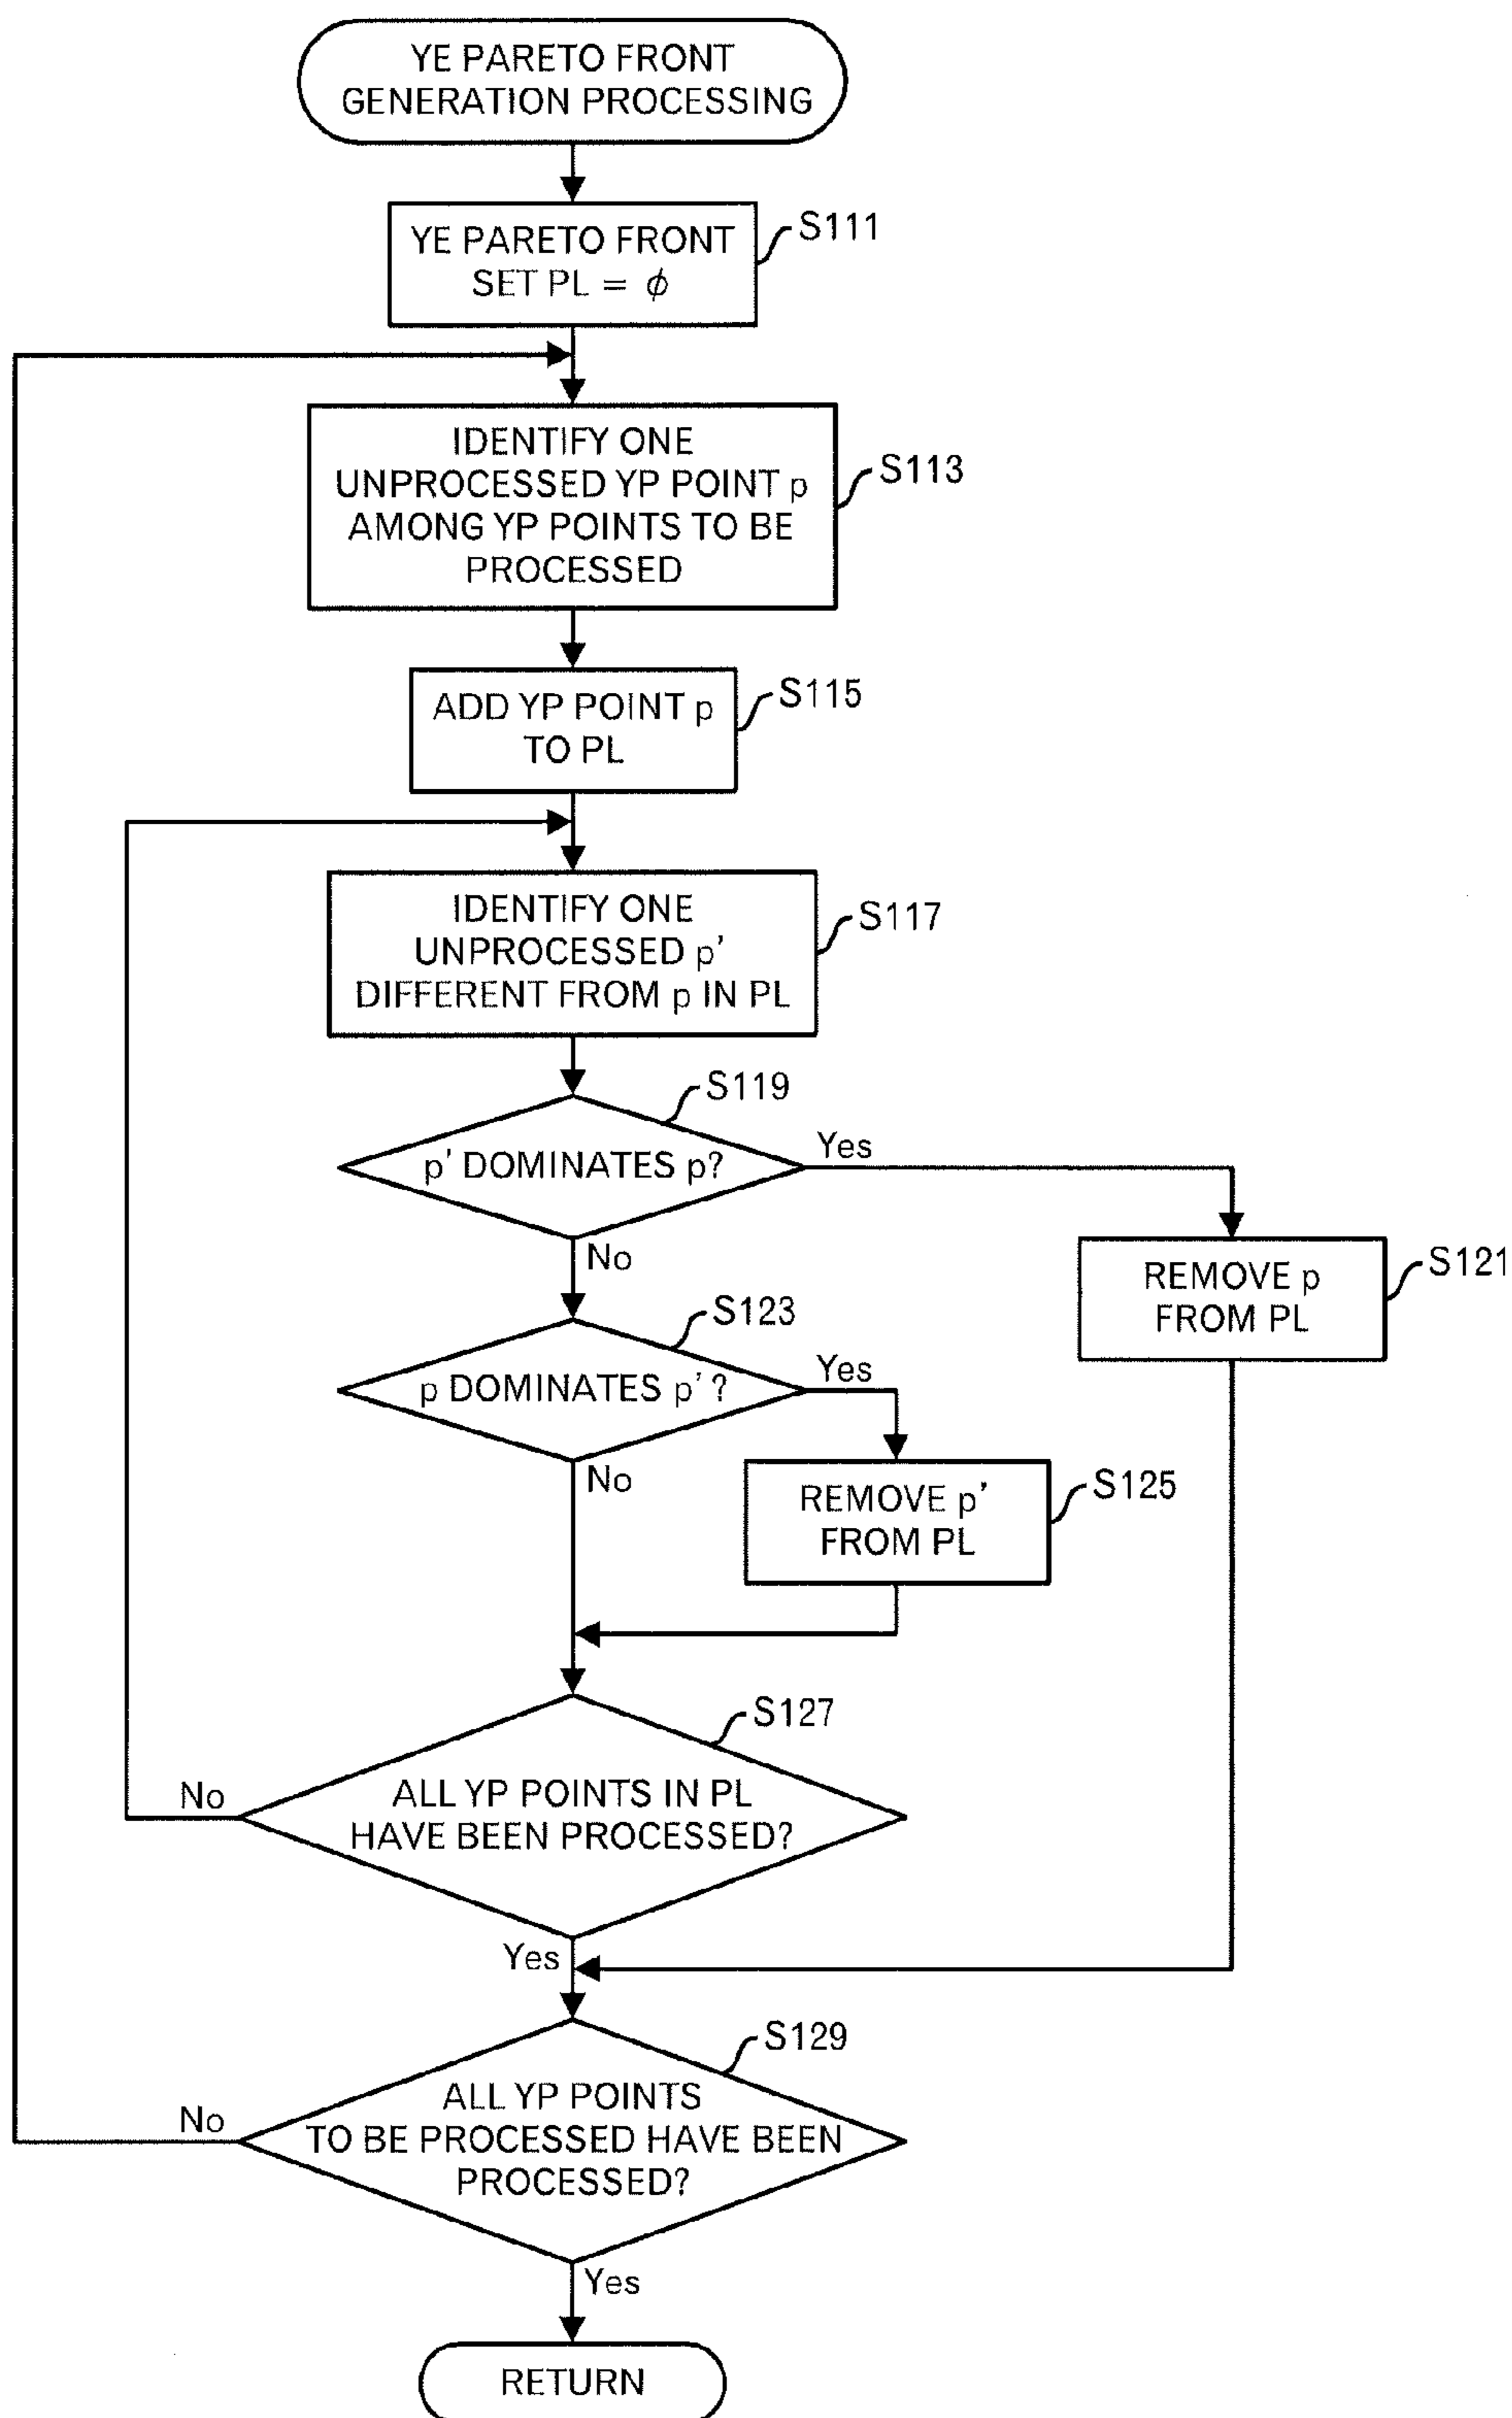 YE PARETO FRONT
GENERATION PROCESSING
YE PARETO FRONT
SET PL = ϕ
S111
IDENTIFY ONE
UNPROCESSED YP POINT p
AMONG YP POINTS TO BE
PROCESSED
S113
ADD YP POINT p
TO PL
S115
IDENTIFY ONE
UNPROCESSED p'
DIFFERENT FROM p IN PL
S117
S119
p' DOMINATES p?
Yes
No
REMOVE p
FROM PL
S121
S123
p DOMINATES p' ?
Yes
No
REMOVE p'
FROM PL
S125
S127
ALL YP POINTS IN PL
HAVE BEEN PROCESSED?
No
Yes
S129
ALL YP POINTS
TO BE PROCESSED HAVE BEEN
PROCESSED?
No
Yes
RETURN